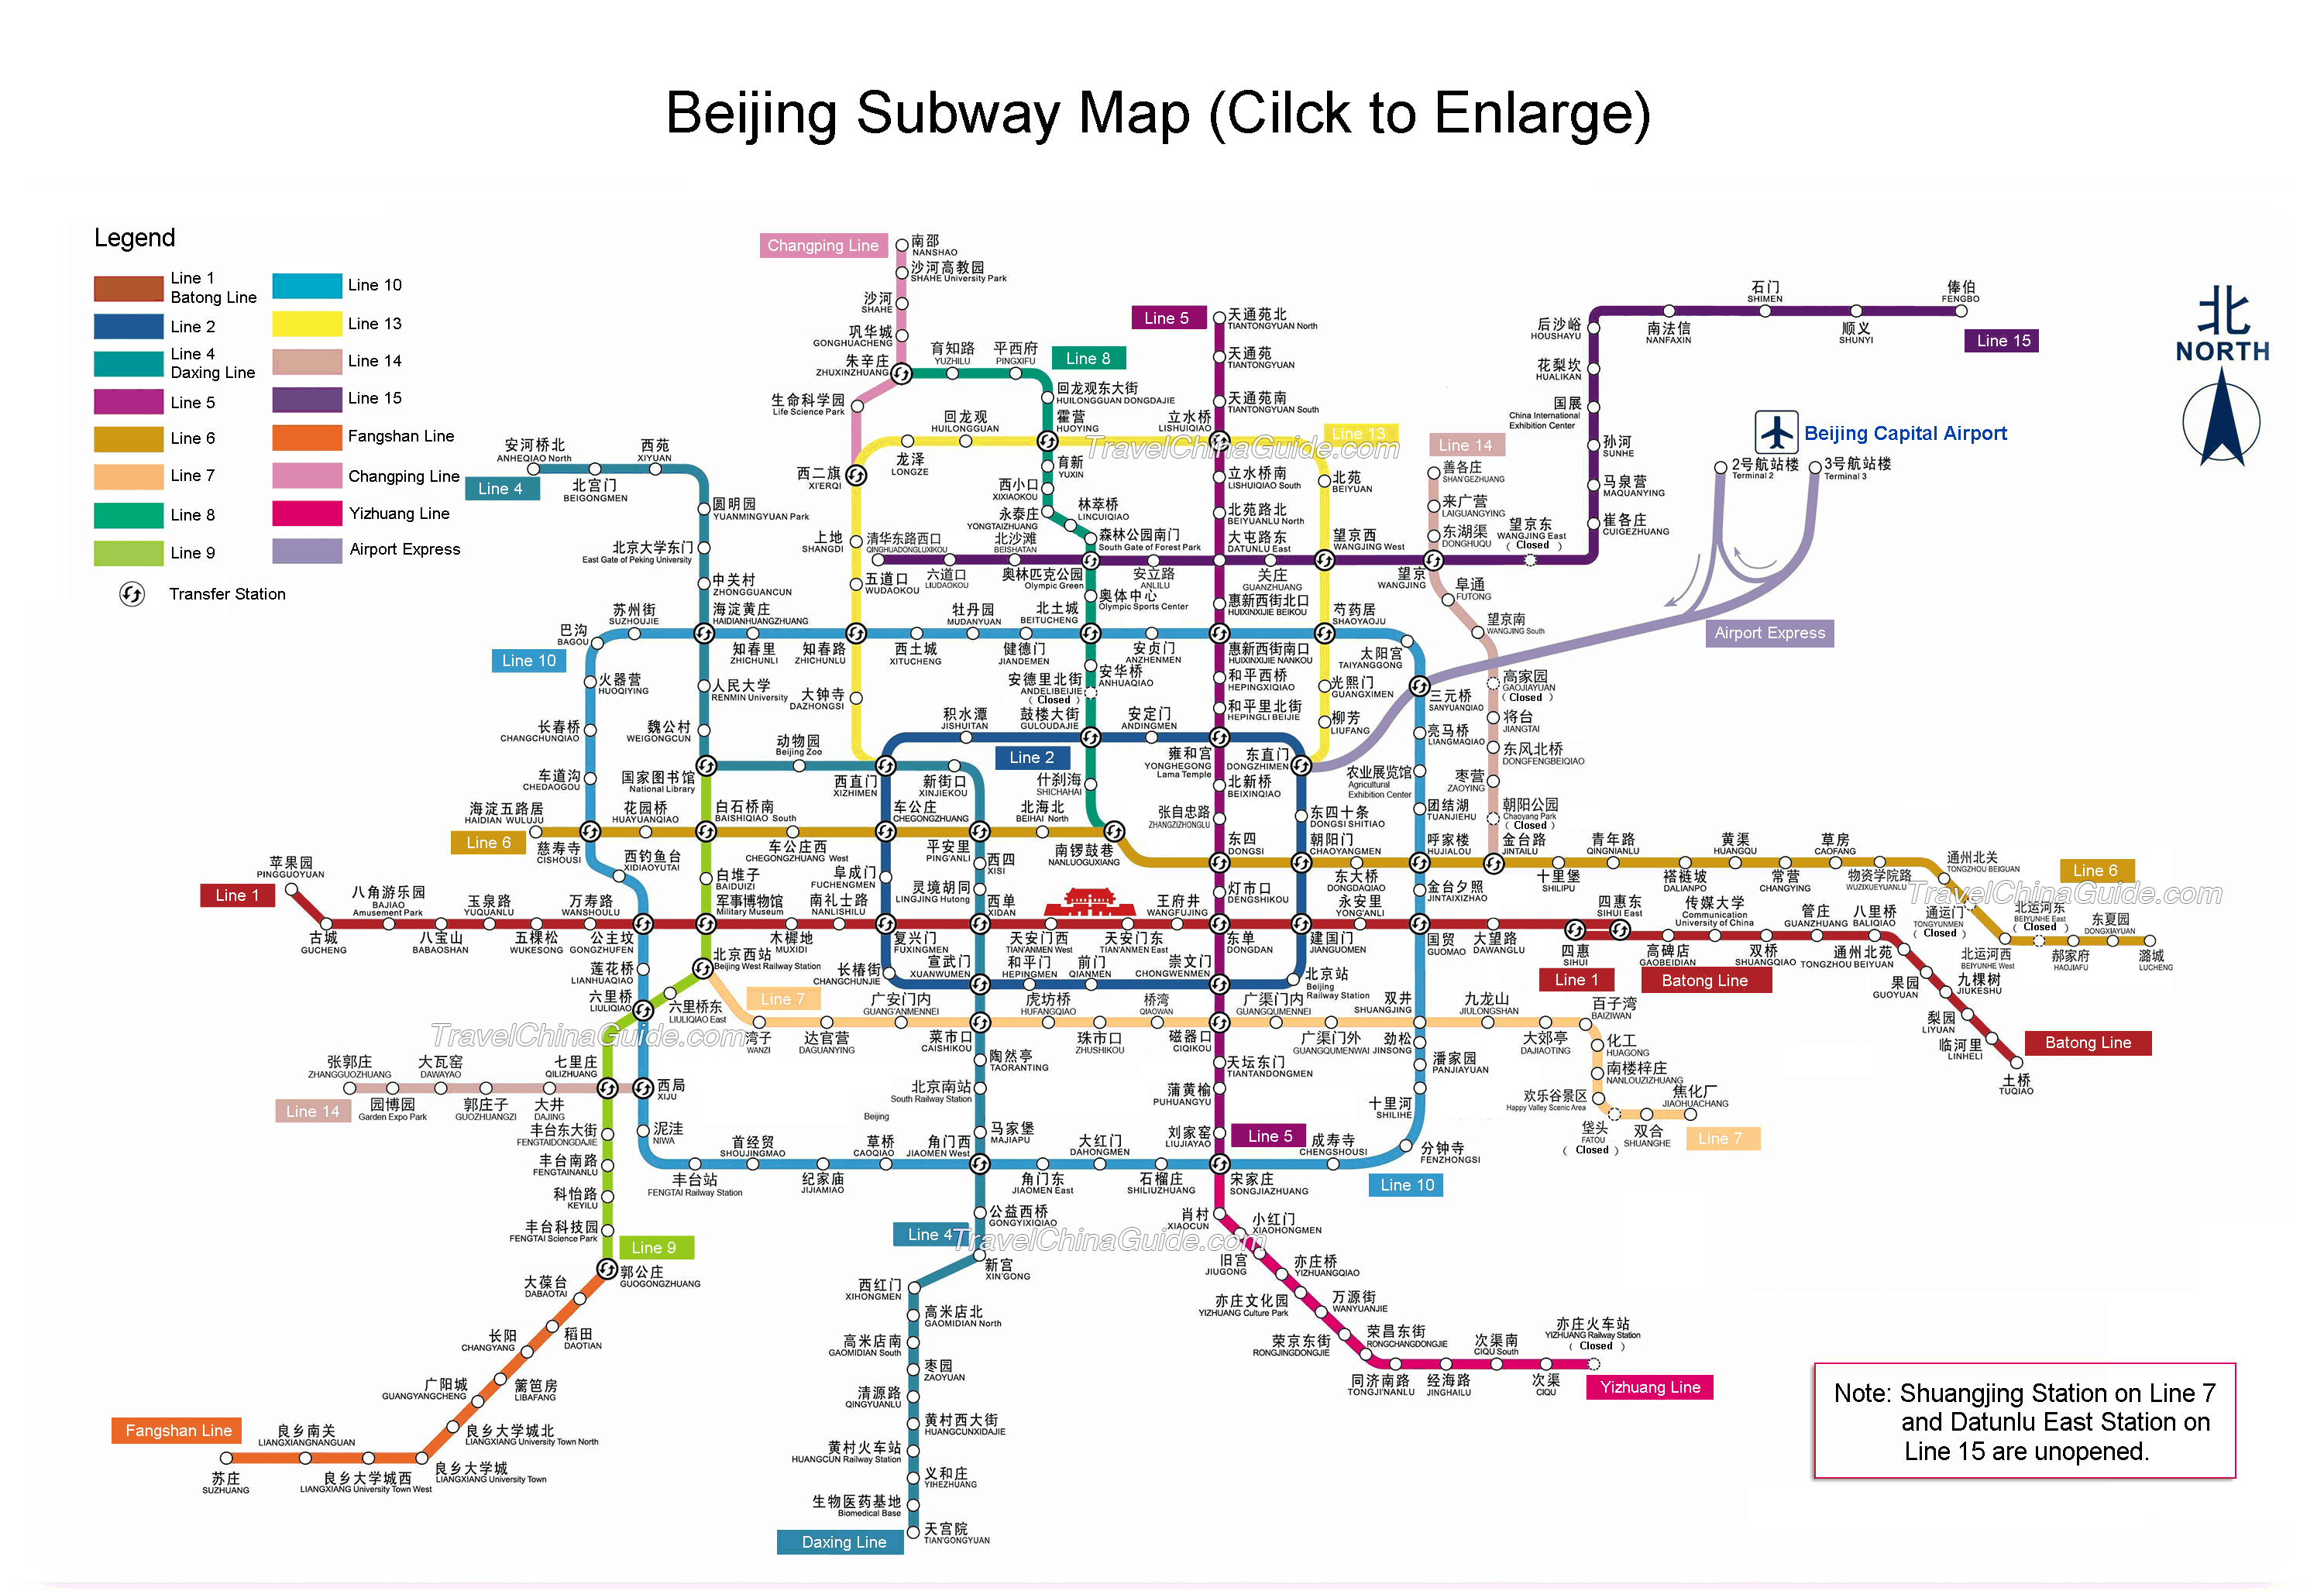 Beijing Subway Map (Cilck to Enlarge)
Legend
Line 1
Batong Line
Line 2
Line 4
Daxing Line
Line 5
Line 6
Line 7
Line 8
Line 9
Line 10
Line 13
Line 14
Line 15
Fangshan Line
Changping Line
Yizhuang Line
Airport Express
Transfer Station
北
NORTH
Beijing Capital Airport
2号航站楼
Terminal 2
3号航站楼
Terminal 3
Airport Express
Changping Line
南邵
NANSHAO
沙河高教园
SHAHE University Park
沙河
SHAHE
巩华城
GONGHUACHENG
朱辛庄
ZHUXINZHUANG
生命科学园
Life Science Park
西二旗
XI'ERQI
育知路
YUZHILU
平西府
PINGXIFU
Line 8
回龙观东大街
HUILONGGUAN DONGDAJIE
霍营
HUOYING
育新
YUXIN
西小口
XIXIAOKOU
永泰庄
YONGTAIZHUANG
林萃桥
LINCUIQIAO
森林公园南门
South Gate of Forest Park
奥林匹克公园
Olympic Green
奥体中心
Olympic Sports Center
北土城
BEITUCHENG
安华桥
ANHUAQIAO
安德里北街
ANDELIBEIJIE
( Closed )
鼓楼大街
GULOUDAJIE
什刹海
SHICHAHAI
南锣鼓巷
NANLUOGUXIANG
Line 5
天通苑北
TIANTONGYUAN North
天通苑
TIANTONGYUAN
天通苑南
TIANTONGYUAN South
立水桥
LISHUIQIAO
立水桥南
LISHUIQIAO South
北苑路北
BEIYUANLU North
大屯路东
DATUNLU East
惠新西街北口
HUIXINXIJIE BEIKOU
惠新西街南口
HUIXINXIJIE NANKOU
和平西桥
HEPINGXIQIAO
和平里北街
HEPINGLI BEIJIE
雍和宫
YONGHEGONG
Lama Temple
北新桥
BEIXINQIAO
张自忠路
ZHANGZIZHONGLU
东四
DONGSI
灯市口
DENGSHIKOU
东单
DONGDAN
崇文门
CHONGWENMEN
磁器口
CIQIKOU
天坛东门
TIANTANDONGMEN
蒲黄榆
PUHUANGYU
刘家窑
LIUJIAYAO
Line 5
宋家庄
SONGJIAZHUANG
Line 13
回龙观
HUILONGGUAN
龙泽
LONGZE
上地
SHANGDI
五道口
WUDAOKOU
知春路
ZHICHUNLU
大钟寺
DAZHONGSI
西直门
XIZHIMEN
北苑
BEIYUAN
望京西
WANGJING West
芍药居
SHAOYAOJU
光熙门
GUANGXIMEN
柳芳
LIUFANG
东直门
DONGZHIMEN
Line 15
俸伯
FENGBO
顺义
SHUNYI
石门
SHIMEN
南法信
NANFAXIN
后沙峪
HOUSHAYU
花梨坎
HUALIKAN
国展
China International
Exhibition Center
孙河
SUNHE
马泉营
MAQUANYING
崔各庄
CUIGEZHUANG
望京东
WANGJING East
( Closed )
望京
WANGJING
关庄
GUANZHUANG
安立路
ANLILU
北沙滩
BEISHATAN
六道口
LIUDAOKOU
清华东路西口
QINGHUADONGLUXIKOU
Line 14
善各庄
SHAN'GEZHUANG
来广营
LAIGUANGYING
东湖渠
DONGHUQU
阜通
FUTONG
望京南
WANGJING South
高家园
GAOJIAYUAN
( Closed )
将台
JIANGTAI
东风北桥
DONGFENGBEIQIAO
枣营
ZAOYING
朝阳公园
Chaoyang Park
( Closed )
金台路
JINTAILU
Line 4
安河桥北
ANHEQIAO North
北宫门
BEIGONGMEN
西苑
XIYUAN
圆明园
YUANMINGYUAN Park
北京大学东门
East Gate of Peking University
中关村
ZHONGGUANCUN
海淀黄庄
HAIDIANHUANGZHUANG
人民大学
RENMIN University
魏公村
WEIGONGCUN
国家图书馆
National Library
动物园
Beijing Zoo
新街口
XINJIEKOU
平安里
PING'ANLI
西四
XISI
灵境胡同
LINGJING Hutong
西单
XIDAN
宣武门
XUANWUMEN
菜市口
CAISHIKOU
陶然亭
TAORANTING
北京南站
South Railway Station
Beijing
马家堡
MAJIAPU
角门西
JIAOMEN West
公益西桥
GONGYIXIQIAO
Line 4
新宫
XIN'GONG
西红门
XIHONGMEN
高米店北
GAOMIDIAN North
高米店南
GAOMIDIAN South
枣园
ZAOYUAN
清源路
QINGYUANLU
黄村西大街
HUANGCUNXIDAJIE
黄村火车站
HUANGCUN Railway Station
义和庄
YIHEZHUANG
生物医药基地
Biomedical Base
天宫院
TIAN'GONGYUAN
Daxing Line
Line 10
巴沟
BAGOU
苏州街
SUZHOUJIE
知春里
ZHICHUNLI
西土城
XITUCHENG
牡丹园
MUDANYUAN
健德门
JIANDEMEN
安贞门
ANZHENMEN
太阳宫
TAIYANGGONG
三元桥
SANYUANQIAO
亮马桥
LIANGMAQIAO
农业展览馆
Agricultural
Exhibition Center
团结湖
TUANJIEHU
呼家楼
HUJIALOU
金台夕照
JINTAIXIZHAO
国贸
GUOMAO
双井
SHUANGJING
劲松
JINSONG
潘家园
PANJIAYUAN
十里河
SHILIHE
分钟寺
FENZHONGSI
Line 10
成寿寺
CHENGSHOUSI
石榴庄
SHILIUZHUANG
大红门
DAHONGMEN
角门东
JIAOMEN East
草桥
CAOQIAO
纪家庙
JIJIAMIAO
首经贸
SHOUJINGMAO
丰台站
FENGTAI Railway Station
泥洼
NIWA
西局
XIJU
六里桥
LIULIQIAO
莲花桥
LIANHUAQIAO
公主坟
GONGZHUFEN
西钓鱼台
XIDIAOYUTAI
慈寿寺
CISHOUSI
车道沟
CHEDAOGOU
长春桥
CHANGCHUNQIAO
火器营
HUOQIYING
Line 2
积水潭
JISHUITAN
安定门
ANDINGMEN
东四十条
DONGSI SHITIAO
朝阳门
CHAOYANGMEN
建国门
JIANGUOMEN
北京站
Beijing
Railway Station
前门
QIANMEN
和平门
HEPINGMEN
长椿街
CHANGCHUNJIE
复兴门
FUXINGMEN
阜成门
FUCHENGMEN
车公庄
CHEGONGZHUANG
Line 6
海淀五路居
HAIDIAN WULUJU
花园桥
HUAYUANQIAO
白石桥南
BAISHIQIAO South
车公庄西
CHEGONGZHUANG West
北海北
BEIHAI North
东大桥
DONGDAQIAO
十里堡
SHILIPU
青年路
QINGNIANLU
褡裢坡
DALIANPO
黄渠
HUANGQU
常营
CHANGYING
草房
CAOFANG
物资学院路
WUZIXUEYUANLU
通州北关
TONGZHOU BEIGUAN
通运门
TONGYUNMEN
( Closed )
北运河西
BEIYUNHE West
北运河东
BEIYUNHE East
( Closed )
郝家府
HAOJIAFU
东夏园
DONGXIAYUAN
潞城
LUCHENG
Line 6
Line 1
苹果园
PINGGUOYUAN
古城
GUCHENG
八角游乐园
BAJIAO
Amusement Park
八宝山
BABAOSHAN
玉泉路
YUQUANLU
五棵松
WUKESONG
万寿路
WANSHOULU
军事博物馆
Military Museum
木樨地
MUXIDI
南礼士路
NANLISHILU
天安门西
TIAN'ANMEN West
天安门东
TIAN'ANMEN East
王府井
WANGFUJING
永安里
YONG'ANLI
大望路
DAWANGLU
四惠
SIHUI
四惠东
SIHUI East
Line 1
Batong Line
高碑店
GAOBEIDIAN
传媒大学
Communication
University of China
双桥
SHUANGQIAO
管庄
GUANZHUANG
八里桥
BALIQIAO
通州北苑
TONGZHOU BEIYUAN
果园
GUOYUAN
九棵树
JIUKESHU
梨园
LIYUAN
临河里
LINHELI
土桥
TUQIAO
Batong Line
白堆子
BAIDUIZI
北京西站
Beijing West Railway Station
六里桥东
LIULIQIAO East
七里庄
QILIZHUANG
丰台东大街
FENGTAIDONGDAJIE
丰台南路
FENGTAINANLU
科怡路
KEYILU
丰台科技园
FENGTAI Science Park
Line 9
郭公庄
GUOGONGZHUANG
Line 7
湾子
WANZI
达官营
DAGUANYING
广安门内
GUANG'ANMENNEI
虎坊桥
HUFANGQIAO
珠市口
ZHUSHIKOU
桥湾
QIAOWAN
广渠门内
GUANGQUMENNEI
广渠门外
GUANGQUMENWAI
九龙山
JIULONGSHAN
大郊亭
DAJIAOTING
百子湾
BAIZIWAN
化工
HUAGONG
南楼梓庄
NANLOUZIZHUANG
欢乐谷景区
Happy Valley Scenic Area
垡头
FATOU
( Closed )
双合
SHUANGHE
焦化厂
JIAOHUACHANG
Line 7
张郭庄
ZHANGGUOZHUANG
园博园
Garden Expo Park
大瓦窑
DAWAYAO
郭庄子
GUOZHUANGZI
大井
DAJING
Line 14
大葆台
DABAOTAI
稻田
DAOTIAN
长阳
CHANGYANG
篱笆房
LIBAFANG
广阳城
GUANGYANGCHENG
良乡大学城北
LIANGXIANG University Town North
良乡大学城
LIANGXIANG University Town
良乡大学城西
LIANGXIANG University Town West
良乡南关
LIANGXIANGNANGUAN
苏庄
SUZHUANG
Fangshan Line
肖村
XIAOCUN
小红门
XIAOHONGMEN
旧宫
JIUGONG
亦庄桥
YIZHUANGQIAO
亦庄文化园
YIZHUANG Culture Park
万源街
WANYUANJIE
荣京东街
RONGJINGDONGJIE
荣昌东街
RONGCHANGDONGJIE
同济南路
TONGJI'NANLU
经海路
JINGHAILU
次渠南
CIQU South
次渠
CIQU
亦庄火车站
YIZHUANG Railway Station
( Closed )
Yizhuang Line
Note: Shuangjing Station on Line 7
and Datunlu East Station on
Line 15 are unopened.
TravelChinaGuide.com
TravelChinaGuide.com
TravelChinaGuide.com
TravelChinaGuide.com